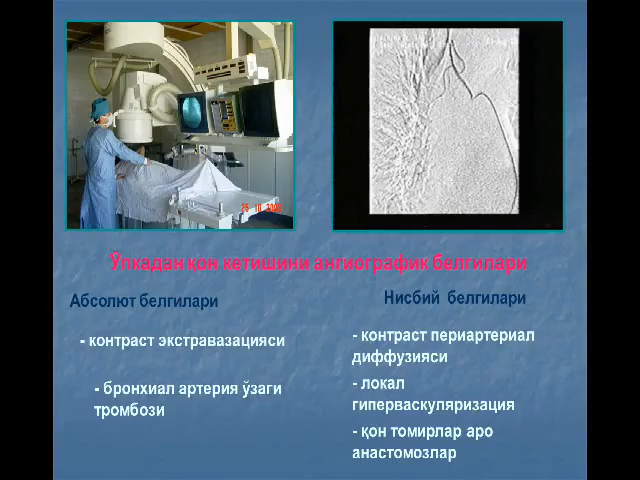 Ўпкадан қон кетишини ангиографик белгилари
Абсолют белгилари
- контраст экстравазацияси
- бронхиал артерия ўзаги
тромбози
Нисбий белгилари
- контраст периартериал
диффузияси
- локал
гиперваскуляризация
- қон томирлар аро
анастомозлар